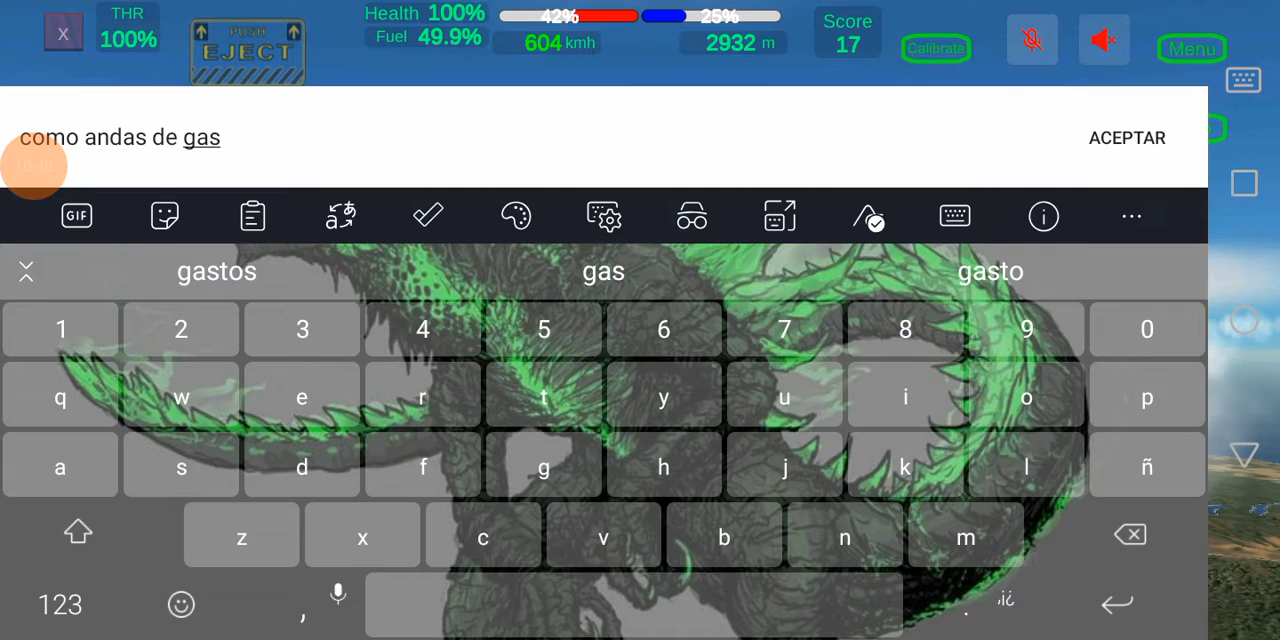 X
THR
100%
PUSH
EJECT
Health 100%
Fuel 49.9%
42%
25%
604 kmh
2932 m
Score
17
Calibrate
Menu
como andas de gas
ACEPTAR
10:40
GIF
gastos gas gasto
1 2 3 4 5 6 7 8 9 0
q w e r t y u i o p
a s d f g h j k l ñ
z x c v b n m
123 , . ,i¿